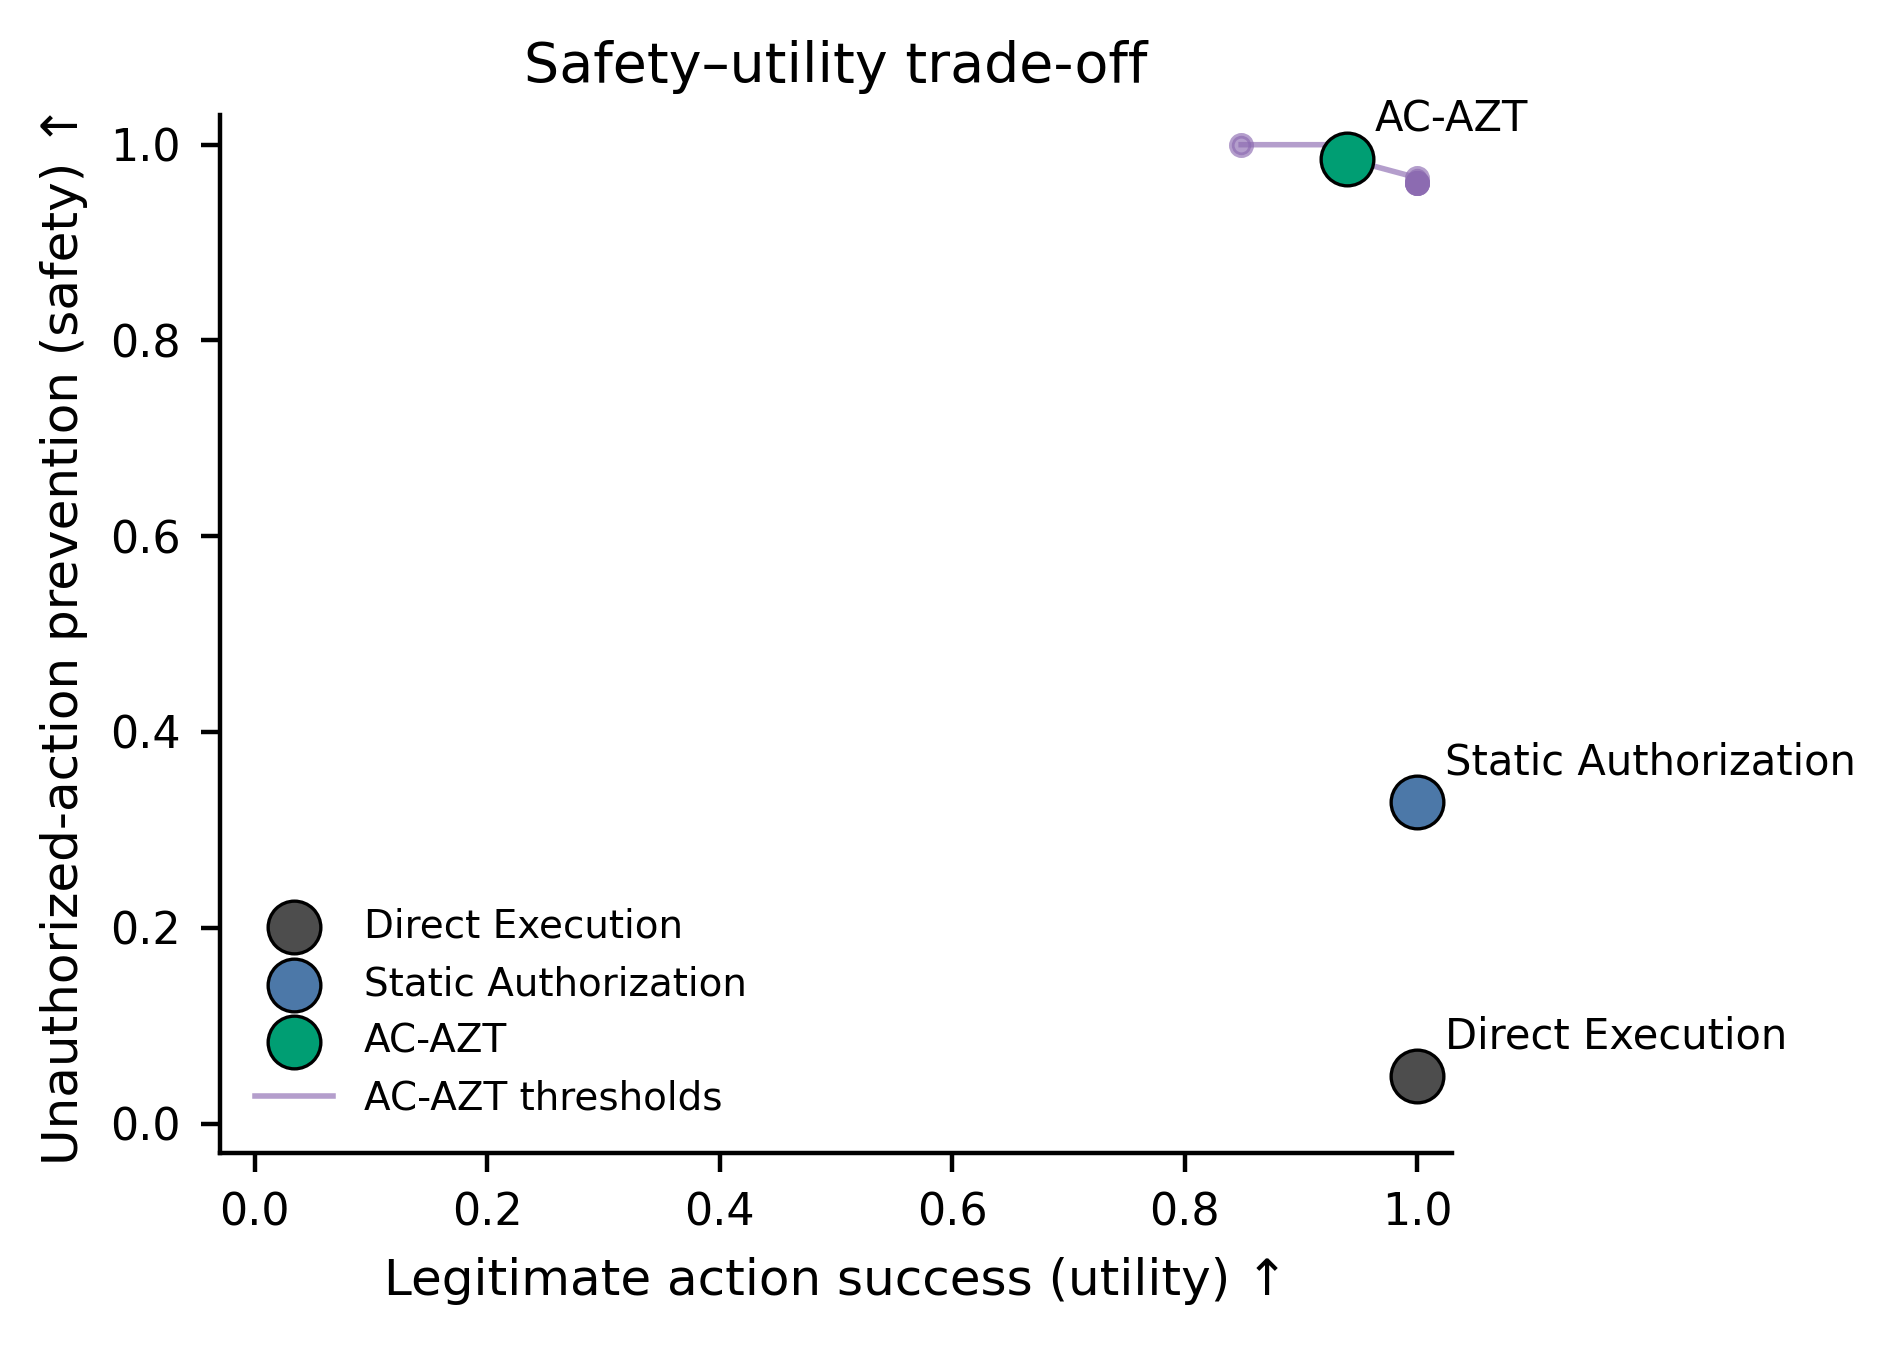 Safety–utility trade-off
Unauthorized-action prevention (safety) ↑
1.0
0.8
0.6
0.4
0.2
0.0
AC-AZT
Static Authorization
Direct Execution
Direct Execution
Static Authorization
AC-AZT
AC-AZT thresholds
0.0 0.2 0.4 0.6 0.8 1.0
Legitimate action success (utility) ↑